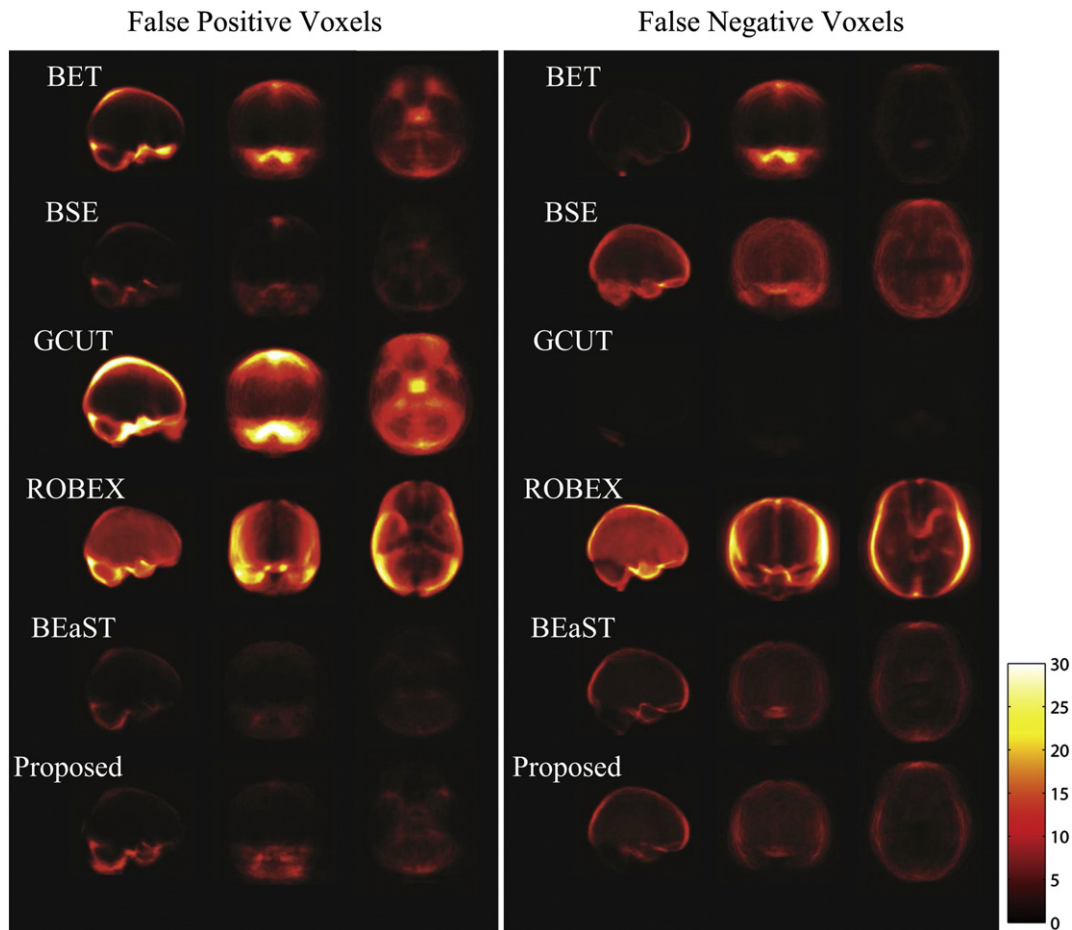 False Positive Voxels
BET
BSE
GCUT
ROBEX
BEaST
Proposed
False Negative Voxels
BET
BSE
GCUT
ROBEX
BEaST
Proposed
30
25
20
15
10
5
0